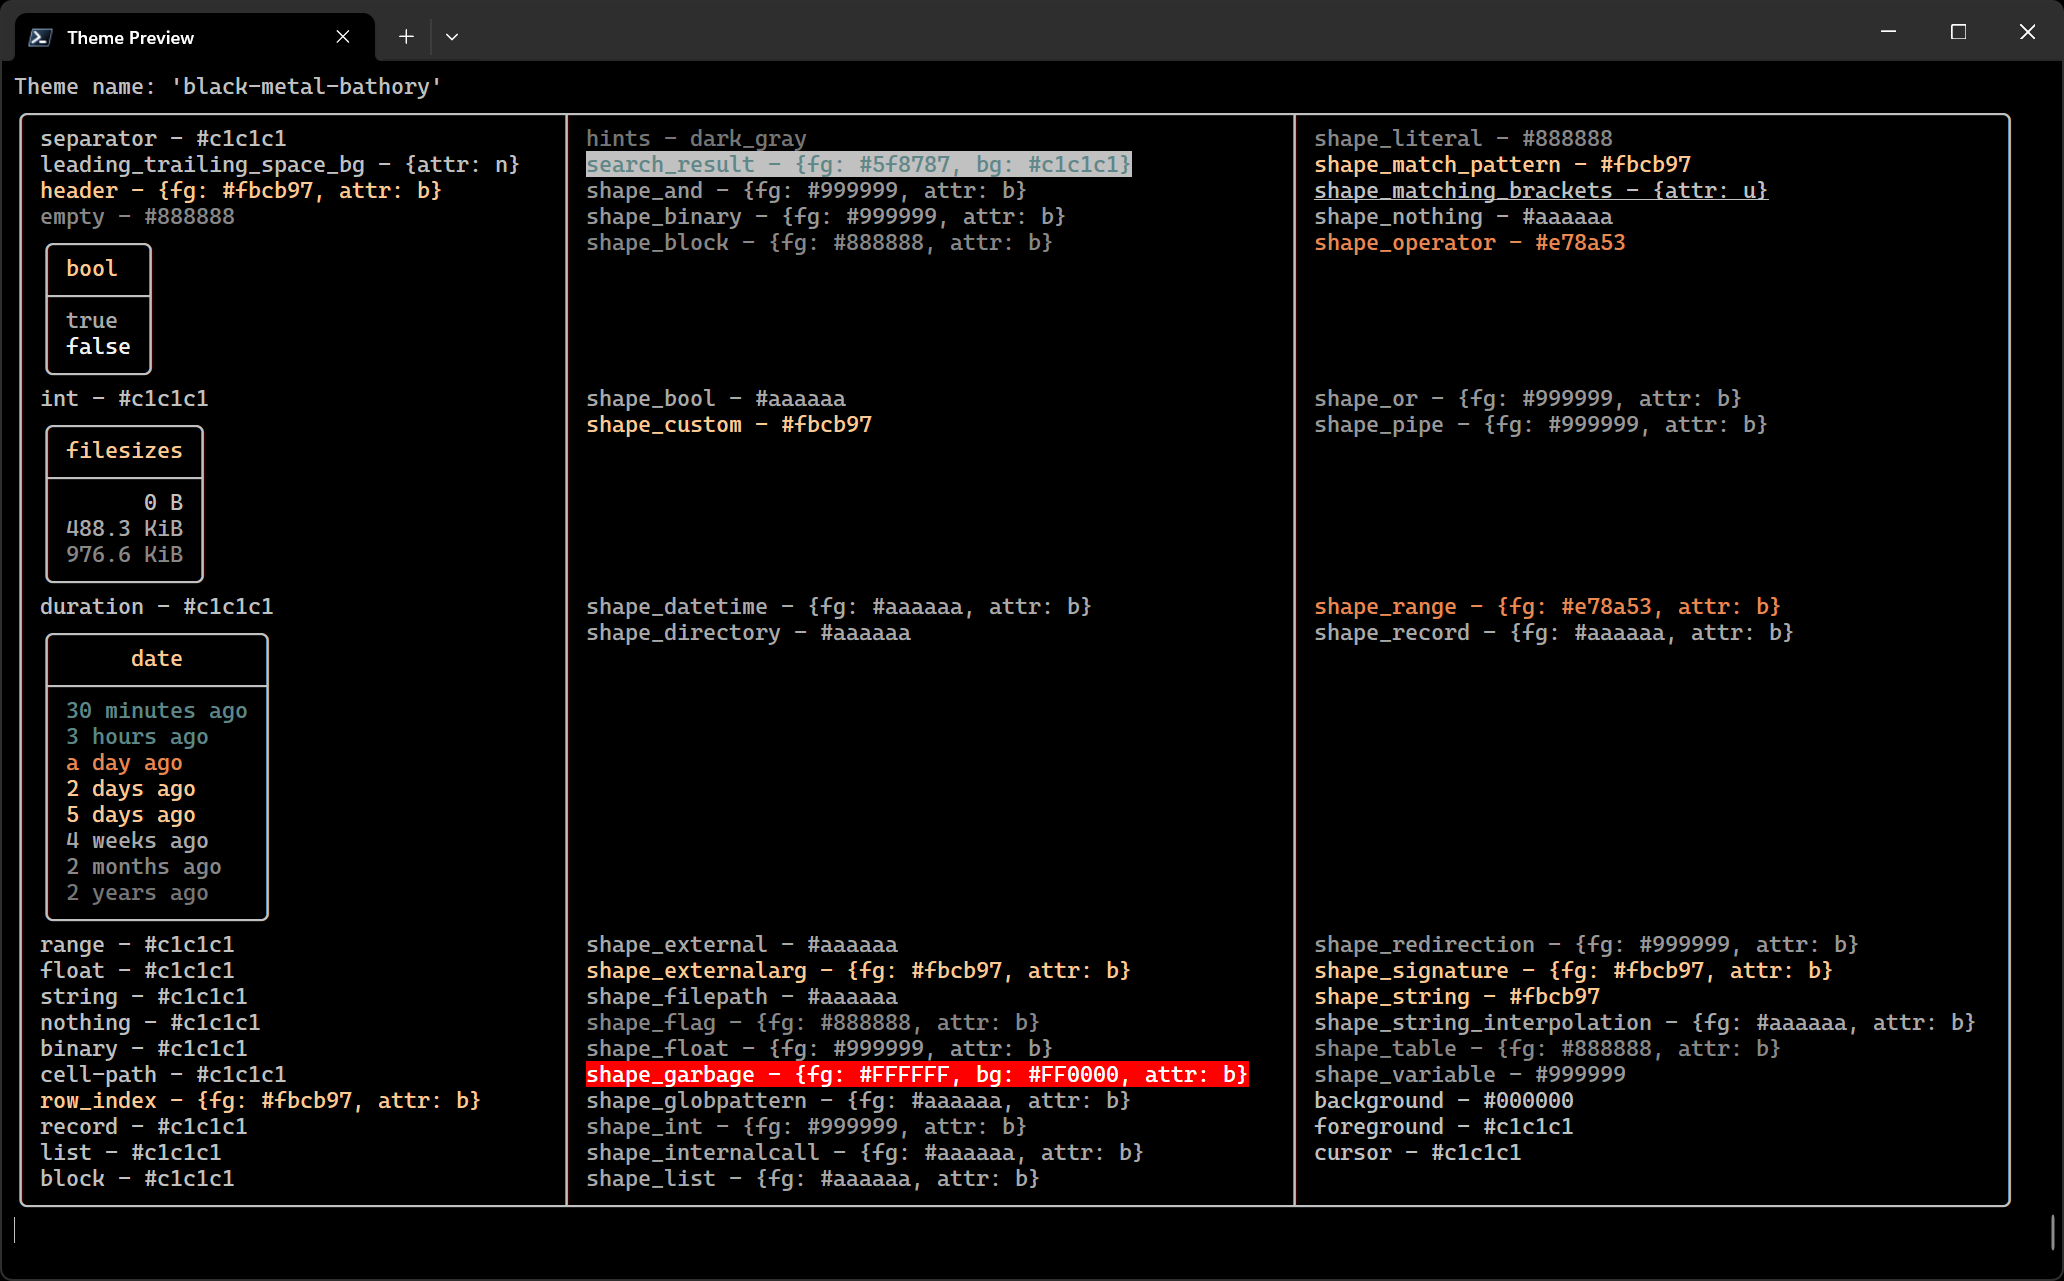 Theme Preview
Theme name: 'black-metal-bathory'
separator - #c1c1c1
leading_trailing_space_bg - {attr: n}
header - {fg: #fbcb97, attr: b}
empty - #888888
bool
true
false
int - #c1c1c1
filesizes
0 B
488.3 KiB
976.6 KiB
duration - #c1c1c1
date
30 minutes ago
3 hours ago
a day ago
2 days ago
5 days ago
4 weeks ago
2 months ago
2 years ago
range - #c1c1c1
float - #c1c1c1
string - #c1c1c1
nothing - #c1c1c1
binary - #c1c1c1
cell-path - #c1c1c1
row_index - {fg: #fbcb97, attr: b}
record - #c1c1c1
list - #c1c1c1
block - #c1c1c1
hints - dark_gray
search_result - {fg: #5f8787, bg: #c1c1c1}
shape_and - {fg: #999999, attr: b}
shape_binary - {fg: #999999, attr: b}
shape_block - {fg: #888888, attr: b}
shape_bool - #aaaaaa
shape_custom - #fbcb97
shape_datetime - {fg: #aaaaaa, attr: b}
shape_directory - #aaaaaa
shape_external - #aaaaaa
shape_externalarg - {fg: #fbcb97, attr: b}
shape_filepath - #aaaaaa
shape_flag - {fg: #888888, attr: b}
shape_float - {fg: #999999, attr: b}
shape_garbage - {fg: #FFFFFF, bg: #FF0000, attr: b}
shape_globpattern - {fg: #aaaaaa, attr: b}
shape_int - {fg: #999999, attr: b}
shape_internalcall - {fg: #aaaaaa, attr: b}
shape_list - {fg: #aaaaaa, attr: b}
shape_literal - #888888
shape_match_pattern - #fbcb97
shape_matching_brackets - {attr: u}
shape_nothing - #aaaaaa
shape_operator - #e78a53
shape_or - {fg: #999999, attr: b}
shape_pipe - {fg: #999999, attr: b}
shape_range - {fg: #e78a53, attr: b}
shape_record - {fg: #aaaaaa, attr: b}
shape_redirection - {fg: #999999, attr: b}
shape_signature - {fg: #fbcb97, attr: b}
shape_string - #fbcb97
shape_string_interpolation - {fg: #aaaaaa, attr: b}
shape_table - {fg: #888888, attr: b}
shape_variable - #999999
background - #000000
foreground - #c1c1c1
cursor - #c1c1c1